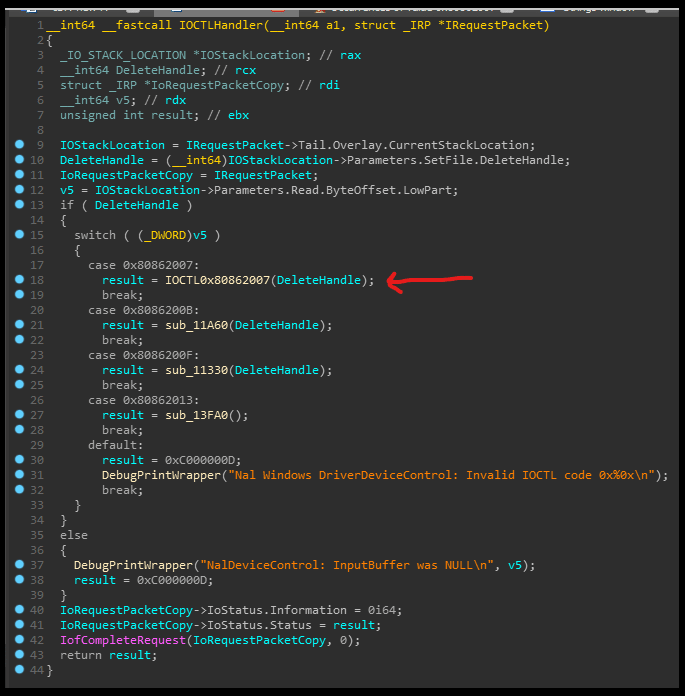 1 __int64 __fastcall IOCTLHandler(__int64 a1, struct _IRP *IRequestPacket)
2 {
3 _IO_STACK_LOCATION *IOStackLocation; // rax
4 __int64 DeleteHandle; // rcx
5 struct _IRP *IoRequestPacketCopy; // rdi
6 __int64 v5; // rdx
7 unsigned int result; // ebx
8
9 IOStackLocation = IRequestPacket->Tail.Overlay.CurrentStackLocation;
10 DeleteHandle = (__int64)IOStackLocation->Parameters.SetFile.DeleteHandle;
11 IoRequestPacketCopy = IRequestPacket;
12 v5 = IOStackLocation->Parameters.Read.ByteOffset.LowPart;
13 if ( DeleteHandle )
14 {
15 switch ( (_DWORD)v5 )
16 {
17 case 0x80862007:
18 result = IOCTL0x80862007(DeleteHandle);
19 break;
20 case 0x8086200B:
21 result = sub_11A60(DeleteHandle);
22 break;
23 case 0x8086200F:
24 result = sub_11330(DeleteHandle);
25 break;
26 case 0x80862013:
27 result = sub_13FA0();
28 break;
29 default:
30 result = 0xC000000D;
31 DebugPrintWrapper("Nal Windows DriverDeviceControl: Invalid IOCTL code 0x%0x\n");
32 break;
33 }
34 }
35 else
36 {
37 DebugPrintWrapper("NalDeviceControl: InputBuffer was NULL\n", v5);
38 result = 0xC000000D;
39 }
40 IoRequestPacketCopy->IoStatus.Information = 0i64;
41 IoRequestPacketCopy->IoStatus.Status = result;
42 IofCompleteRequest(IoRequestPacketCopy, 0);
43 return result;
44 }